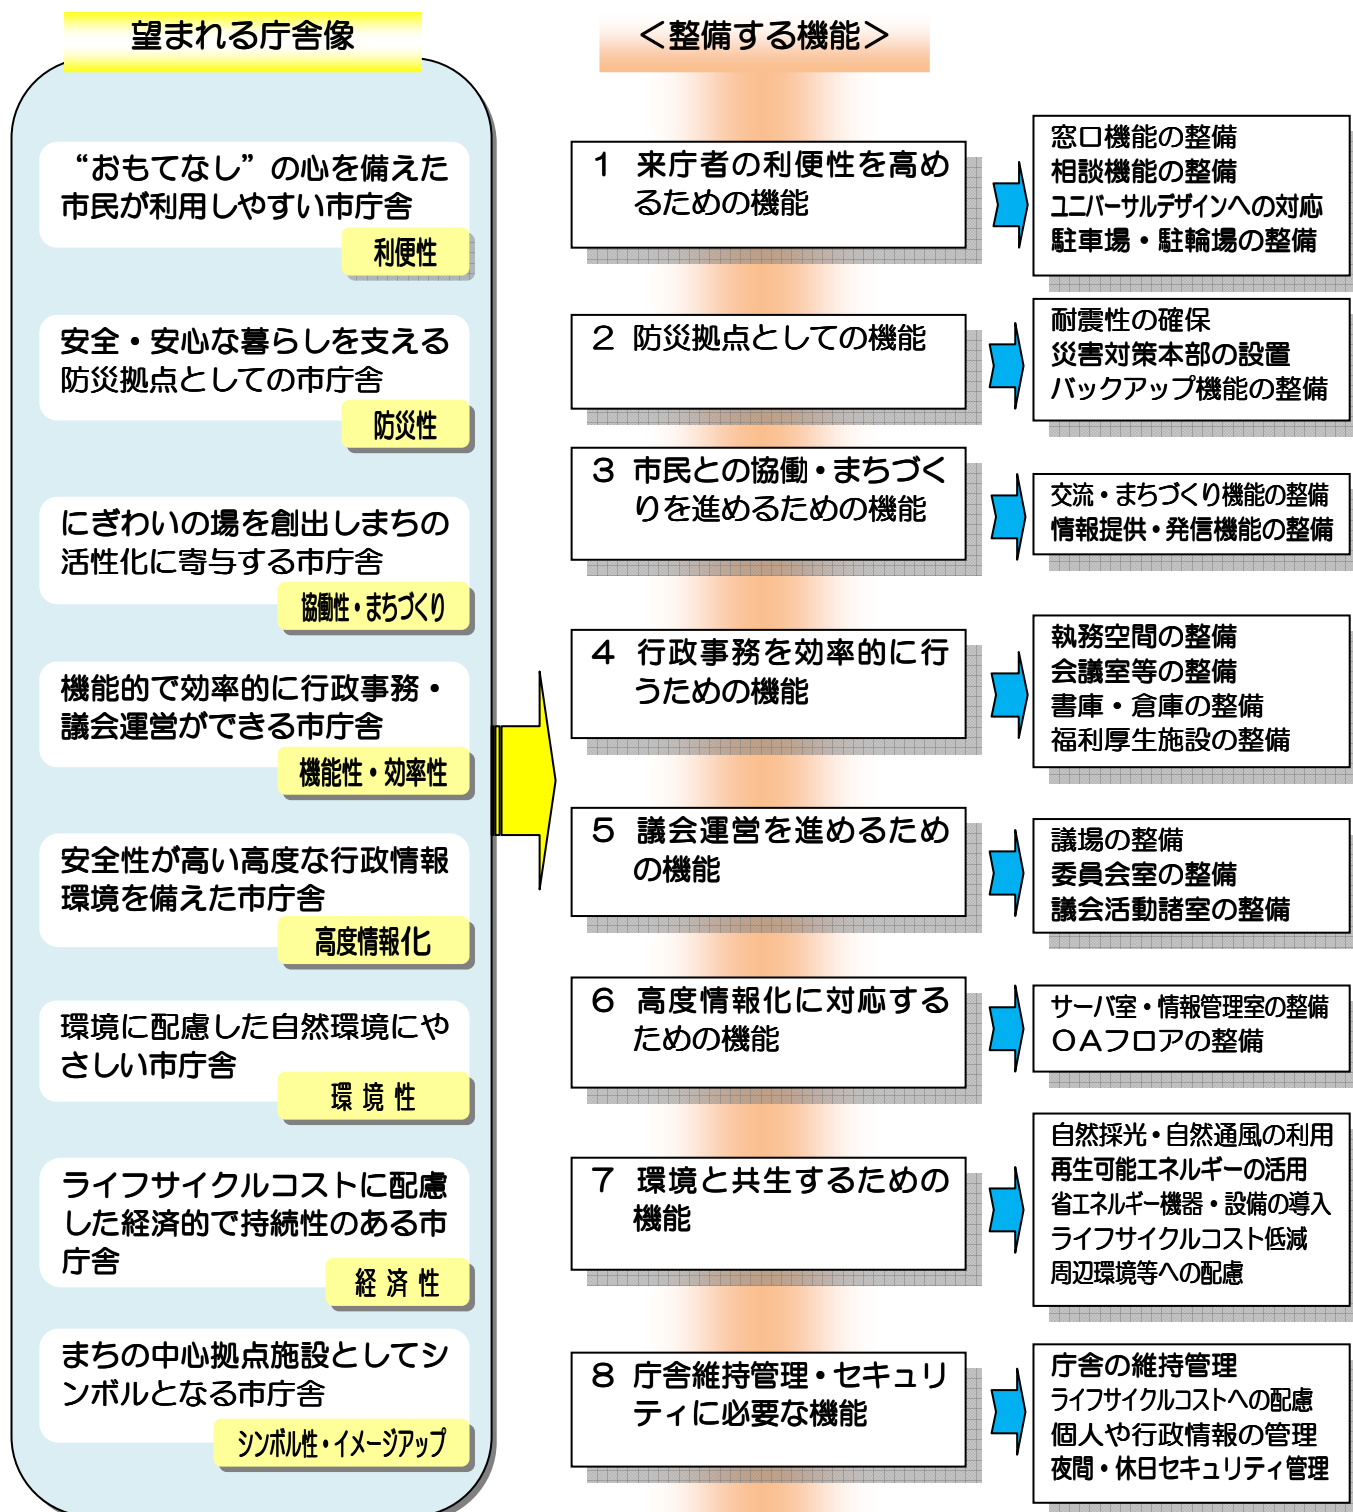 望まれる庁舎像
“おもてなし”の心を備えた
市民が利用しやすい市庁舎
利便性
安全・安心な暮らしを支える
防災拠点としての市庁舎
防災性
にぎわいの場を創出しまちの
活性化に寄与する市庁舎
協働性・まちづくり
機能的で効率的に行政事務・
議会運営ができる市庁舎
機能性・効率性
安全性が高い高度な行政情報
環境を備えた市庁舎
高度情報化
環境に配慮した自然環境にや
さしい市庁舎
環境性
ライフサイクルコストに配慮
した経済的で持続性のある市
庁舎
経済性
まちの中心拠点施設としてシ
ンボルとなる市庁舎
シンボル性・イメージアップ
＜整備する機能＞
１ 来庁者の利便性を高め
るための機能
窓口機能の整備
相談機能の整備
ユニバーサルデザインへの対応
駐車場・駐輪場の整備
２ 防災拠点としての機能
耐震性の確保
災害対策本部の設置
バックアップ機能の整備
３ 市民との協働・まちづく
りを進めるための機能
交流・まちづくり機能の整備
情報提供・発信機能の整備
４ 行政事務を効率的に行
うための機能
執務空間の整備
会議室等の整備
書庫・倉庫の整備
福利厚生施設の整備
５ 議会運営を進めるため
の機能
議場の整備
委員会室の整備
議会活動諸室の整備
６ 高度情報化に対応する
ための機能
サーバ室・情報管理室の整備
ＯＡフロアの整備
７ 環境と共生するための
機能
自然採光・自然通風の利用
再生可能エネルギーの活用
省エネルギー機器・設備の導入
ライフサイクルコスト低減
周辺環境等への配慮
８ 庁舎維持管理・セキュリ
ティに必要な機能
庁舎の維持管理
ライフサイクルコストへの配慮
個人や行政情報の管理
夜間・休日セキュリティ管理